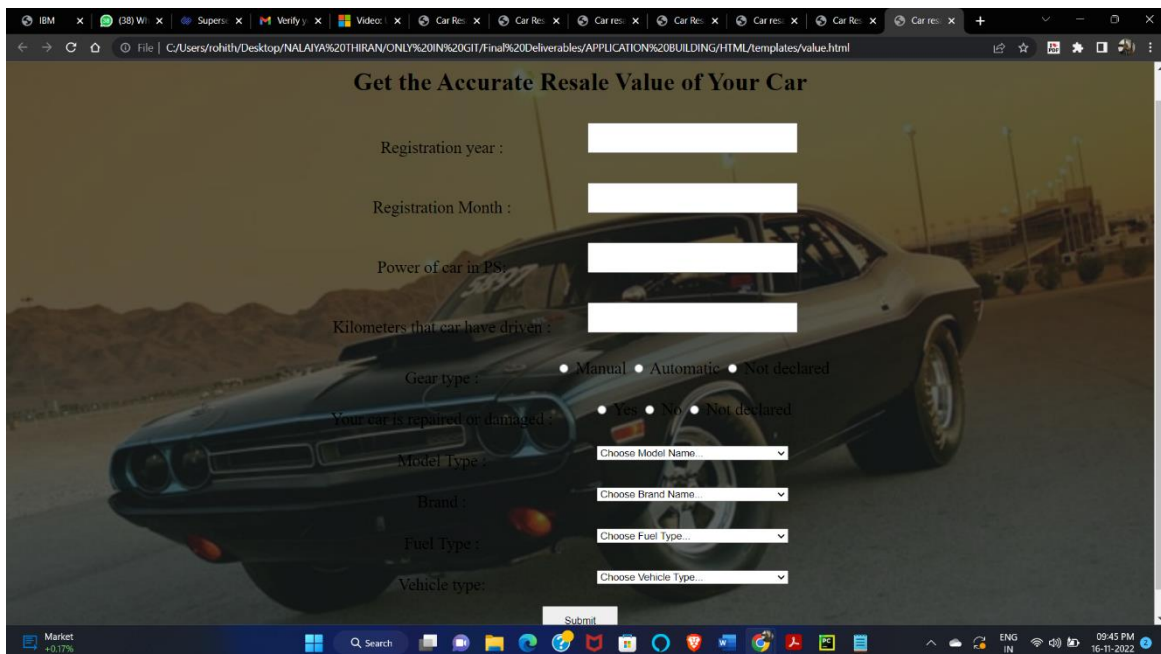 IBM
(38) Wh
Supers
Verify y
Video:
Car Res
Car Res
Car res
Car Res
Car res
Car Res
Car res
File | C:/Users/rohith/Desktop/NALAIYA%20THIRAN/ONLY%20IN%20GIT/Final%20Deliverables/APPLICATION%20BUILDING/HTML/templates/value.html
Get the Accurate Resale Value of Your Car
Registration year :
Registration Month :
Power of car in PS:
Kilometers that car have driven :
Gear type : Manual Automatic Not declared
Your car is repaired or damaged : Yes No Not declared
Model Type : Choose Model Name...
Brand : Choose Brand Name...
Fuel Type : Choose Fuel Type...
Vehicle type: Choose Vehicle Type...
Submit
Market
+0.17%
Search
ENG
IN
09:45 PM
16-11-2022
2